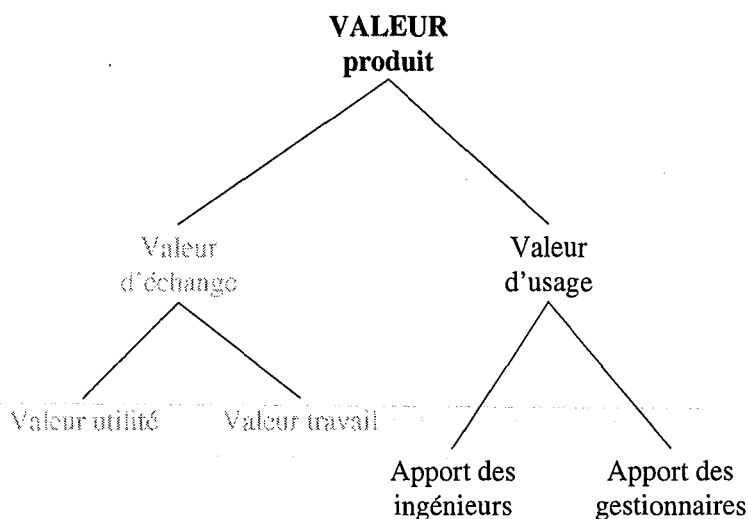 VALEUR
produit
Valeur
d'échange
Valeur
d'usage
Valeur utilité
Valeur travail
Apport des
ingénieurs
Apport des
gestionnaires